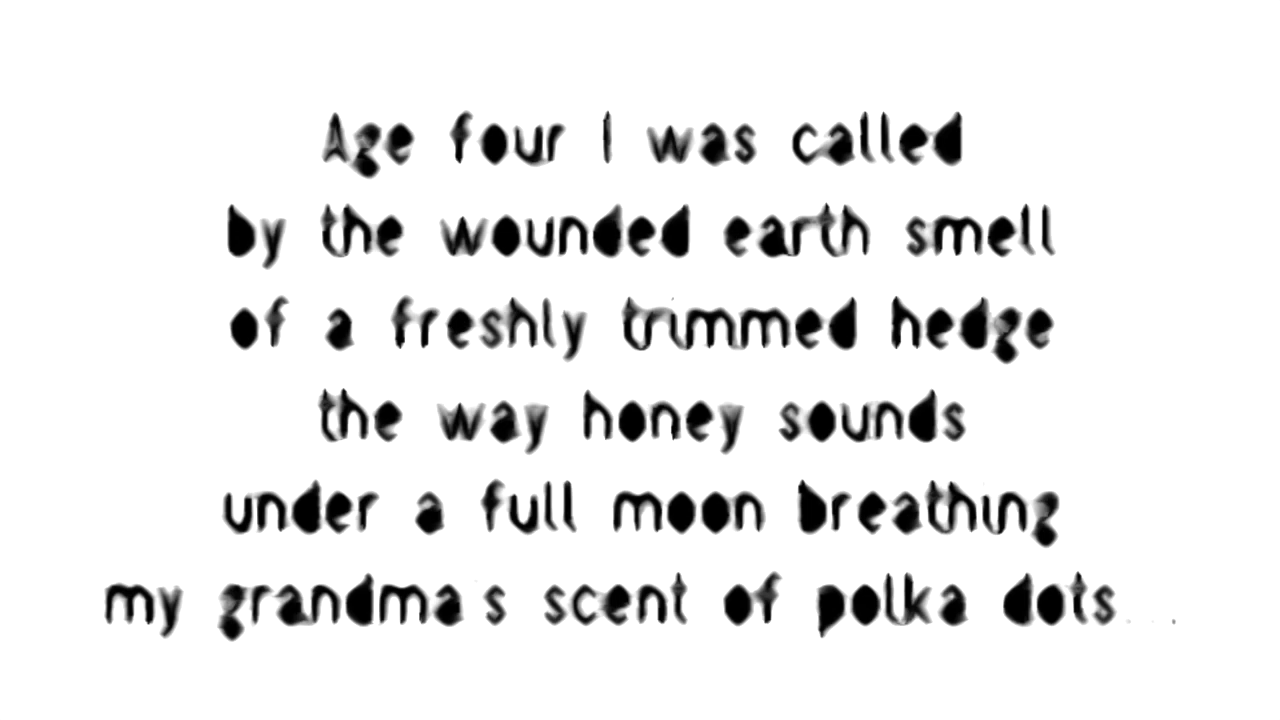 Age four I was called
by the wounded earth smell
of a freshly trimmed hedge
the way honey sounds
under a full moon breathing
my grandma's scent of polka dots...